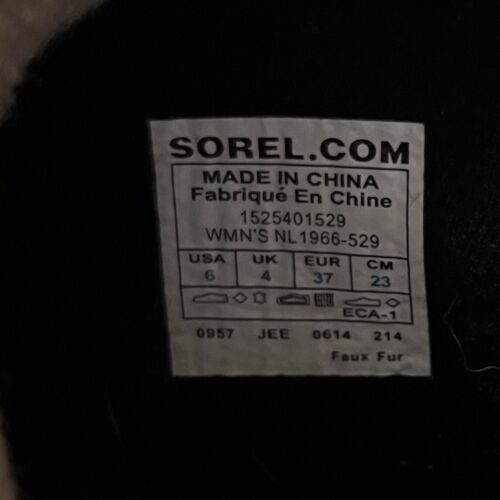 SOREL.COM
MADE IN CHINA
Fabriqué En Chine
1525401529
WMN'S NL1966-529
USA UK EUR CM
6 4 37 23
ECA-1
0957 JEE 0614 214
Faux Fur